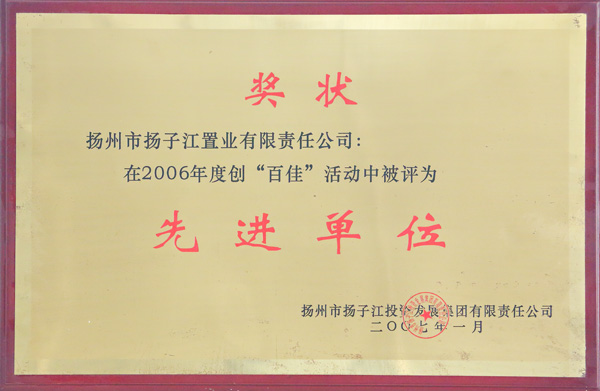 奖状
扬州市扬子江置业有限责任公司：
在2006年度创“百佳”活动中被评为
先进单位
扬州市扬子江投资发展集团有限责任公司
二〇〇七年一月